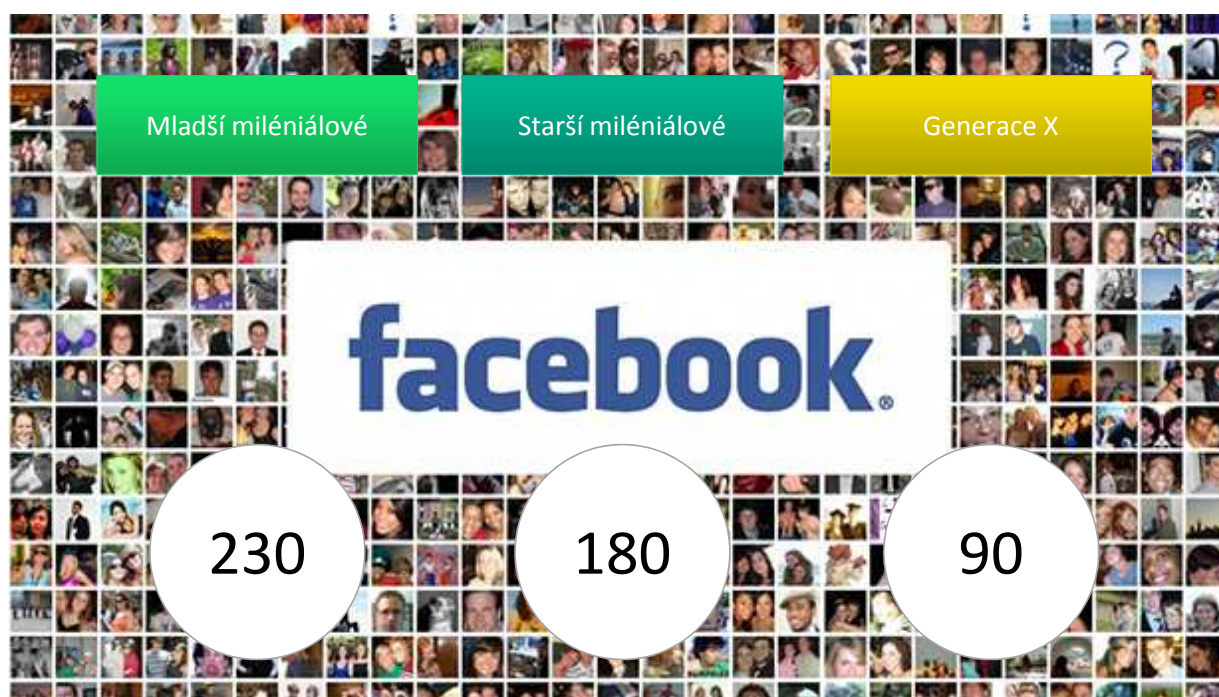 Mladší miléniálové
Starší miléniálové
Generace X
facebook®
230
180
90